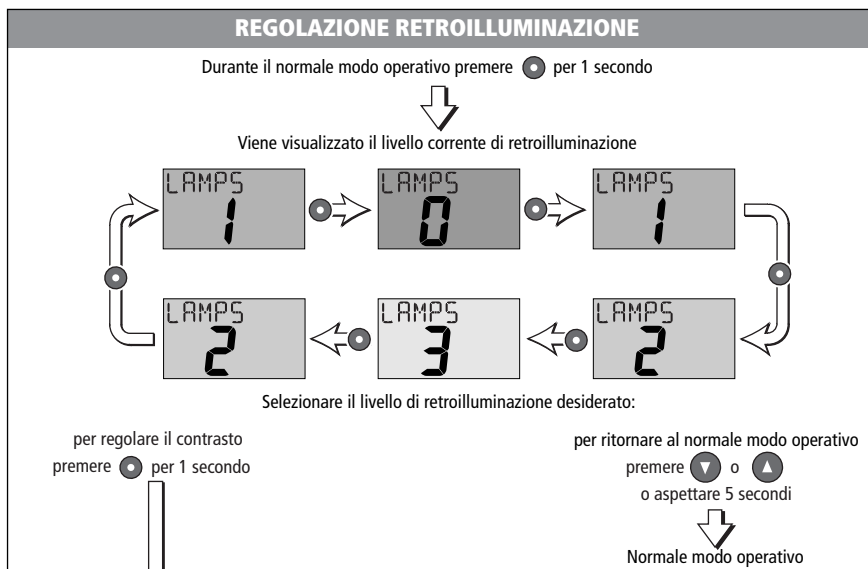 REGOLAZIONE RETROILLUMINAZIONE
Durante il normale modo operativo premere per 1 secondo
Viene visualizzato il livello corrente di retroilluminazione
LAMPS
1
LAMPS
0
LAMPS
1
LAMPS
2
LAMPS
3
LAMPS
2
Selezionare il livello di retroilluminazione desiderato:
per regolare il contrasto
premere per 1 secondo
per ritornare al normale modo operativo
premere o
o aspettare 5 secondi
Normale modo operativo